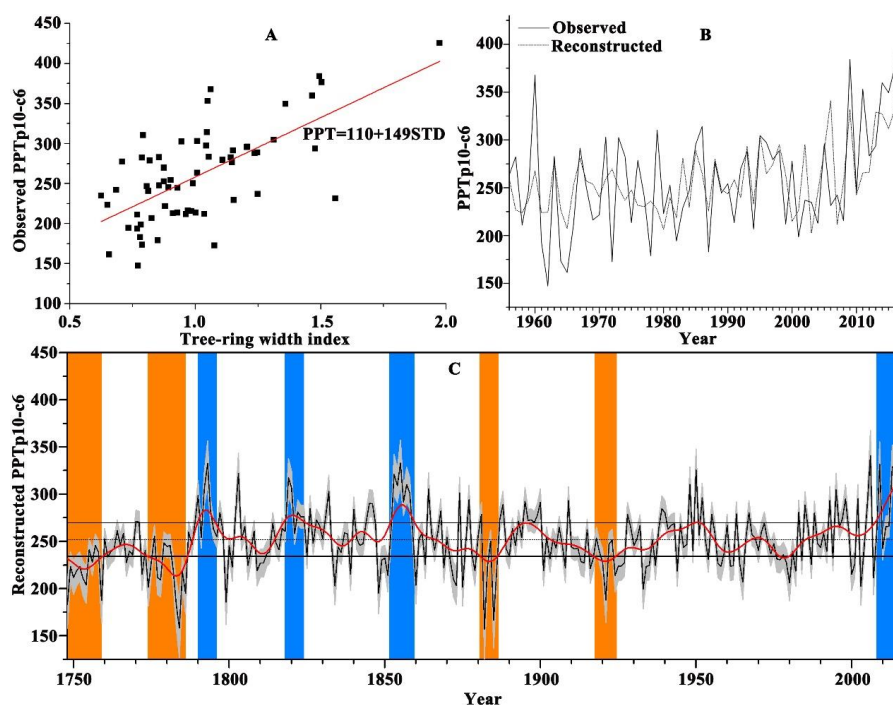 A
Observed PPTp10-c6
450
400
350
300
250
200
150
100
PPT=110+149STD
0.5 1.0 1.5 2.0
Tree-ring width index
B
Observed
Reconstructed
PPTp10-c6
400
350
300
250
200
150
1960 1970 1980 1990 2000 2010
Year
C
Reconstructed PPTp10-c6
450
400
350
300
250
200
150
1750 1800 1850 1900 1950 2000
Year